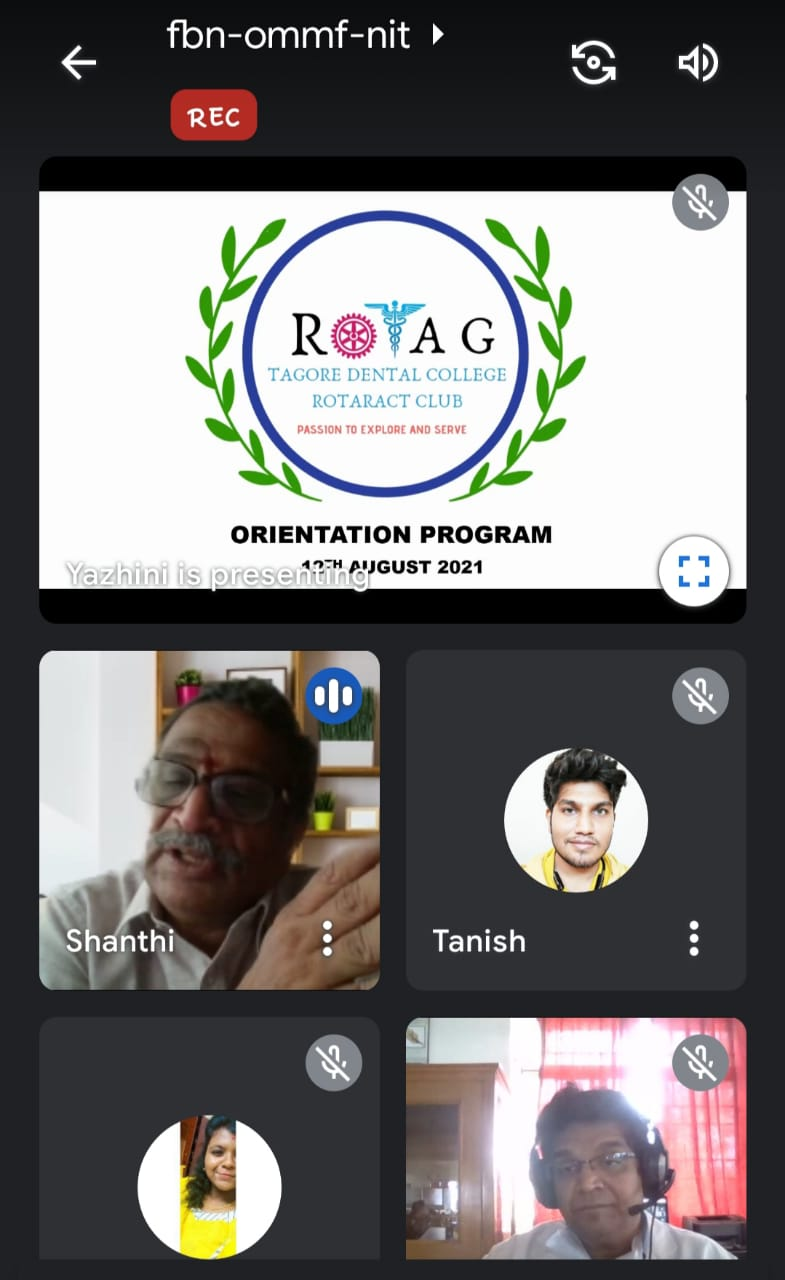 fbn-ommf-nit
REC
ROTAG
TAGORE DENTAL COLLEGE
ROTARACT CLUB
PASSION TO EXPLORE AND SERVE
ORIENTATION PROGRAM
12TH AUGUST 2021
Yazhini is presenting
Shanthi
Tanish